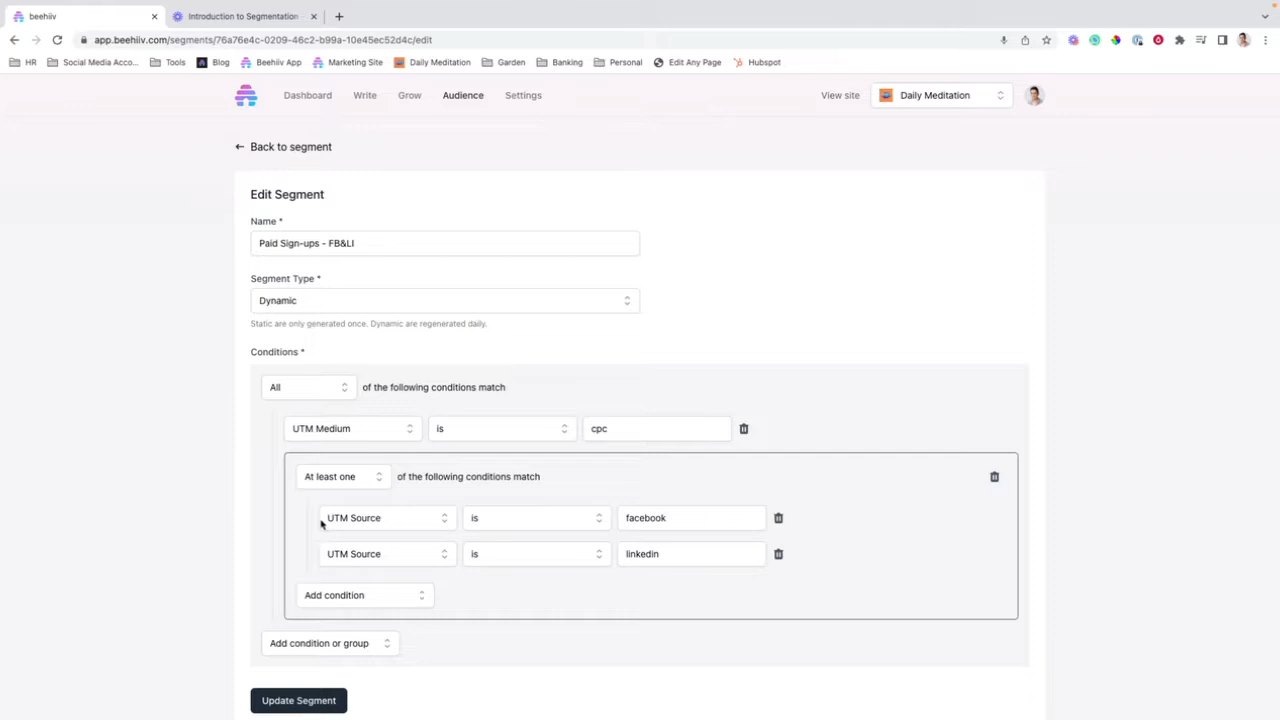 beehiiv
Introduction to Segmentation
app.beehiiv.com/segments/76a76e4c-0209-46c2-b99a-10e45ec52d4c/edit
HR Social Media Acco... Tools Blog Beehiiv App Marketing Site Daily Meditation Garden Banking Personal Edit Any Page Hubspot
Dashboard Write Grow Audience Settings View site Daily Meditation
← Back to segment
Edit Segment
Name *
Paid Sign-ups - FB&LI
Segment Type *
Dynamic
Static are only generated once. Dynamic are regenerated daily.
Conditions *
All of the following conditions match
UTM Medium is cpc
At least one of the following conditions match
UTM Source is facebook
UTM Source is linkedin
Add condition
Add condition or group
Update Segment